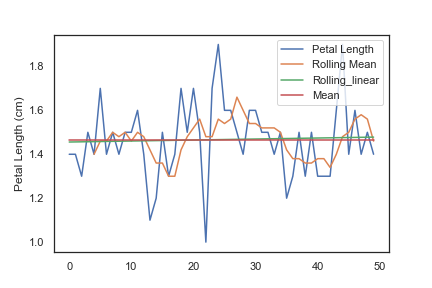 Petal Length
Rolling Mean
Rolling_linear
Mean
Petal Length (cm)
1.8
1.6
1.4
1.2
1.0
0 10 20 30 40 50